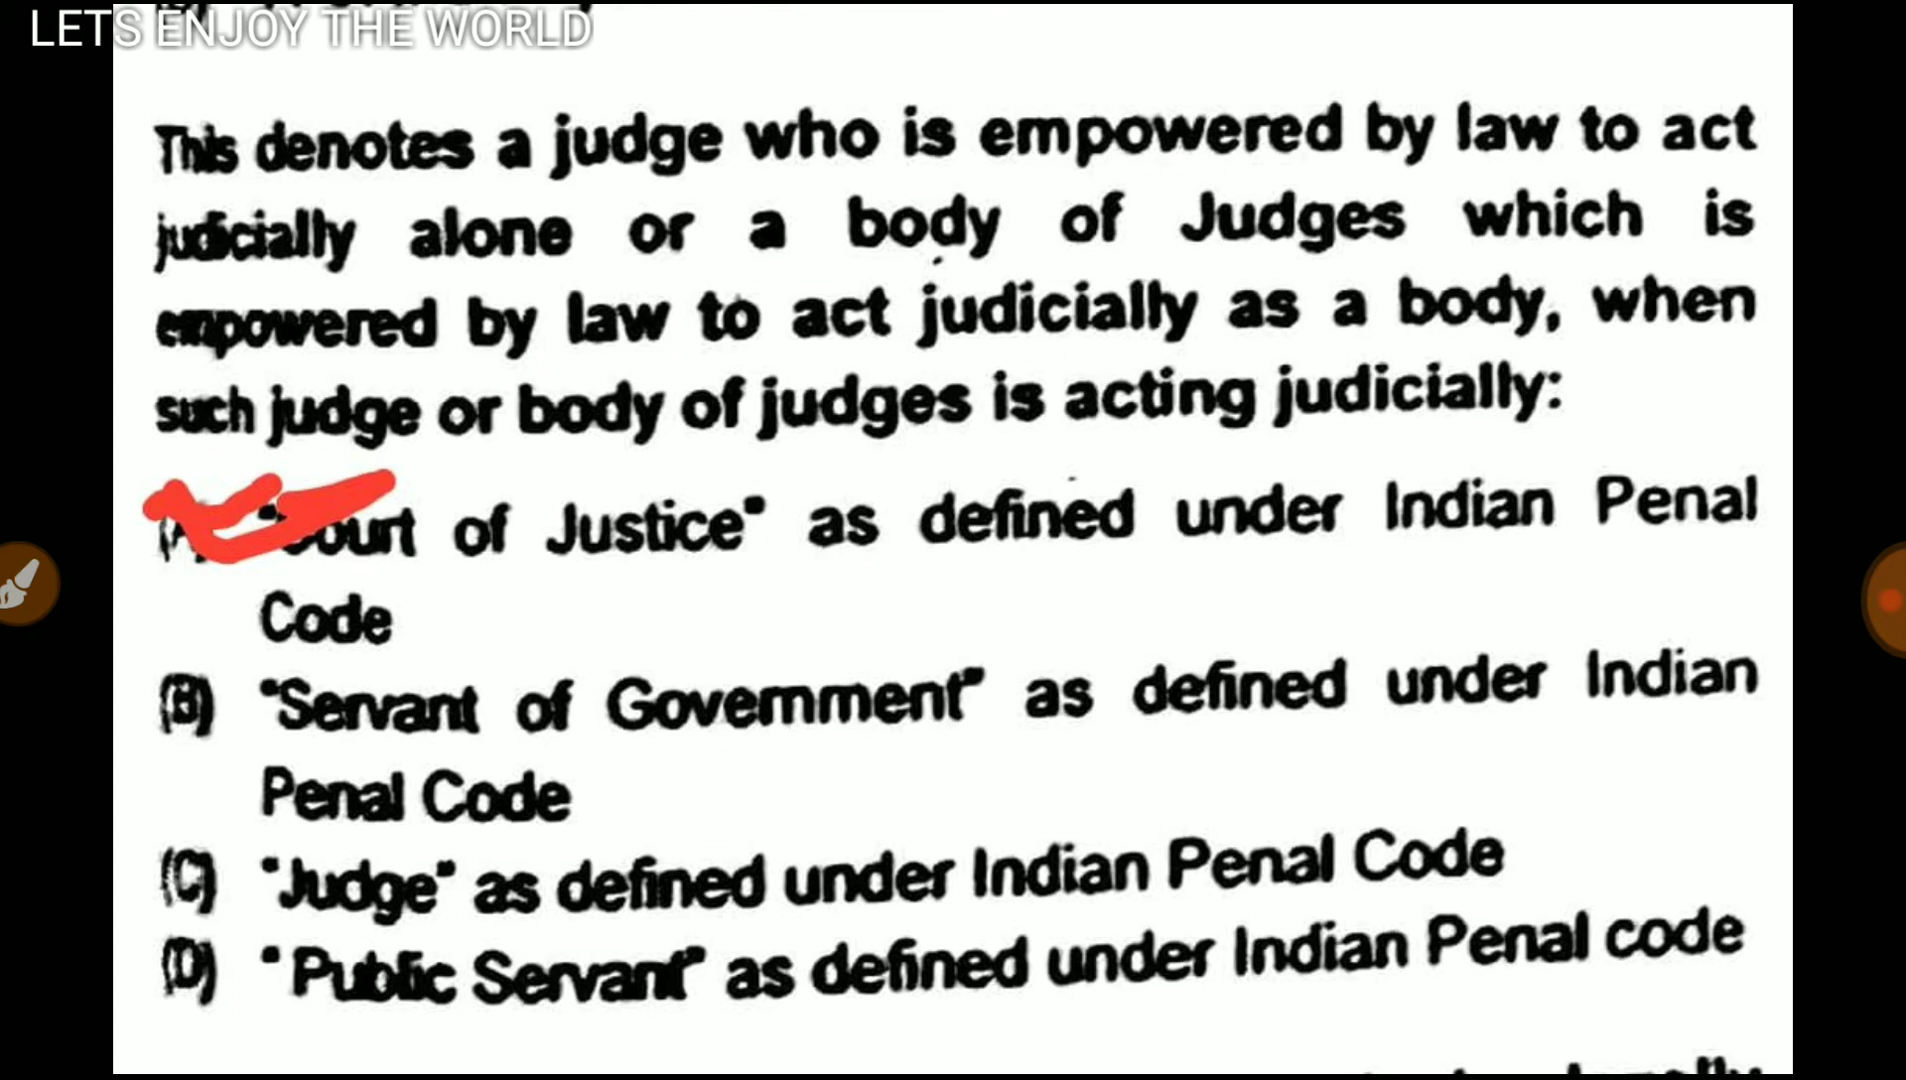 LETS ENJOY THE WORLD
This denotes a judge who is empowered by law to act
judicially alone or a body of Judges which is
empowered by law to act judicially as a body, when
such judge or body of judges is acting judicially:
(A) "Court of Justice" as defined under Indian Penal
Code
(B) "Servant of Government" as defined under Indian
Penal Code
(C) "Judge" as defined under Indian Penal Code
(D) "Public Servant" as defined under Indian Penal code